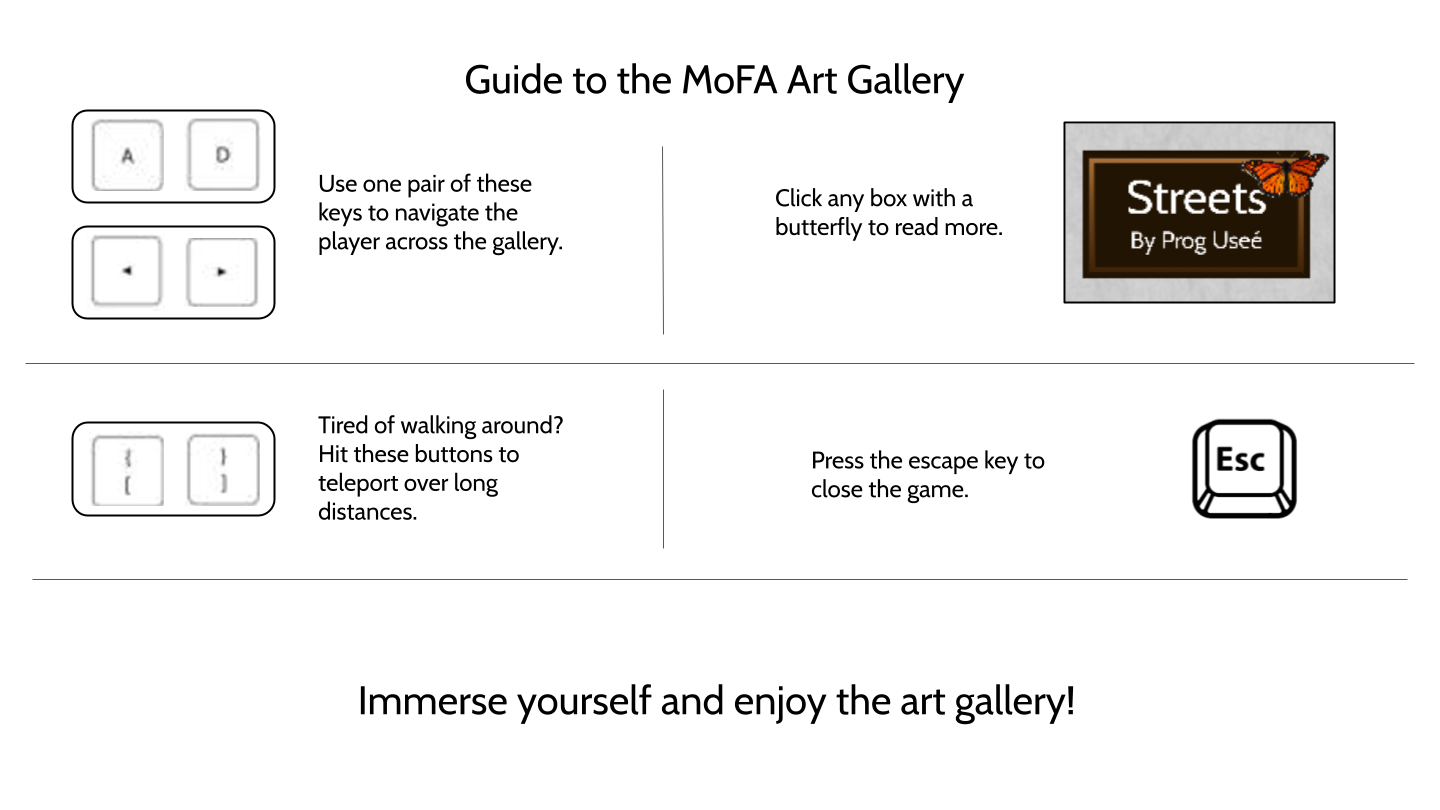 Guide to the MoFA Art Gallery
A D
Use one pair of these
keys to navigate the
player across the gallery.
Click any box with a
butterfly to read more.
Streets
By Prog Useé
{ }
[ ]
Tired of walking around?
Hit these buttons to
teleport over long
distances.
Press the escape key to
close the game.
Esc
Immerse yourself and enjoy the art gallery!